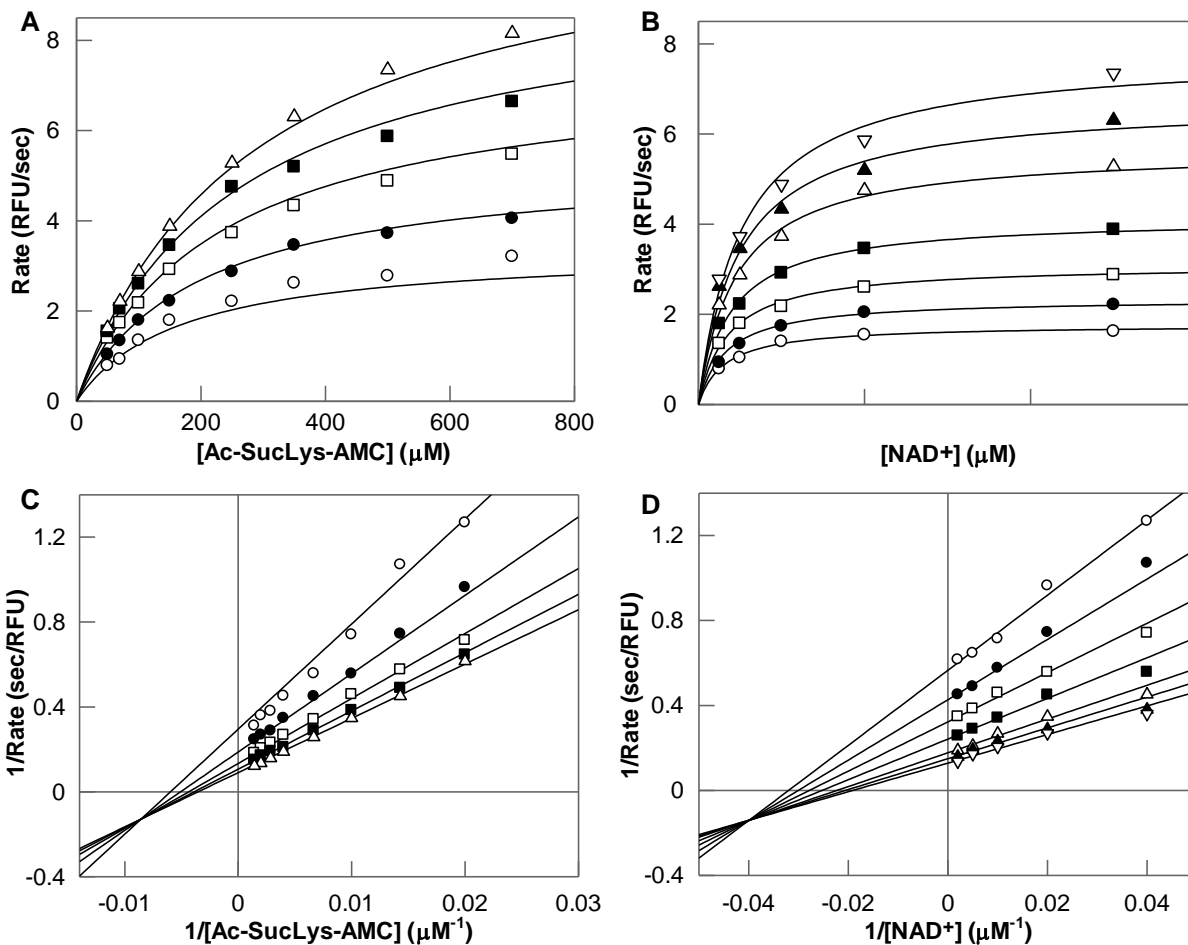 A
8
6
4
2
0
Rate (RFU/sec)
0 200 400 600 800
[Ac-SucLys-AMC] (μM)
B
8
6
4
2
0
Rate (RFU/sec)
[NAD+] (μM)
C
1.2
0.8
0.4
0
-0.4
1/Rate (sec/RFU)
-0.01 0 0.01 0.02 0.03
1/[Ac-SucLys-AMC] (μM⁻¹)
D
1.2
0.8
0.4
0
-0.4
1/Rate (sec/RFU)
-0.04 -0.02 0 0.02 0.04
1/[NAD+] (μM⁻¹)